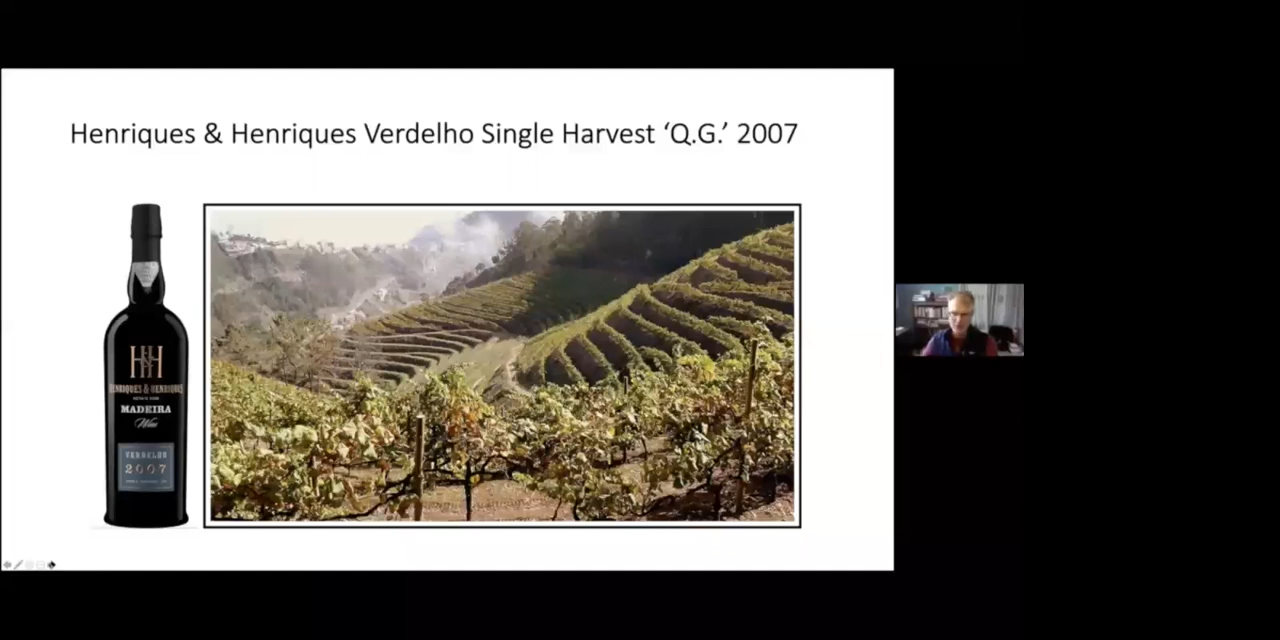 Henriques & Henriques Verdelho Single Harvest ‘Q.G.’ 2007
H&H
HENRIQUES & HENRIQUES
MADEIRA
Wine
VERDELHO
2007